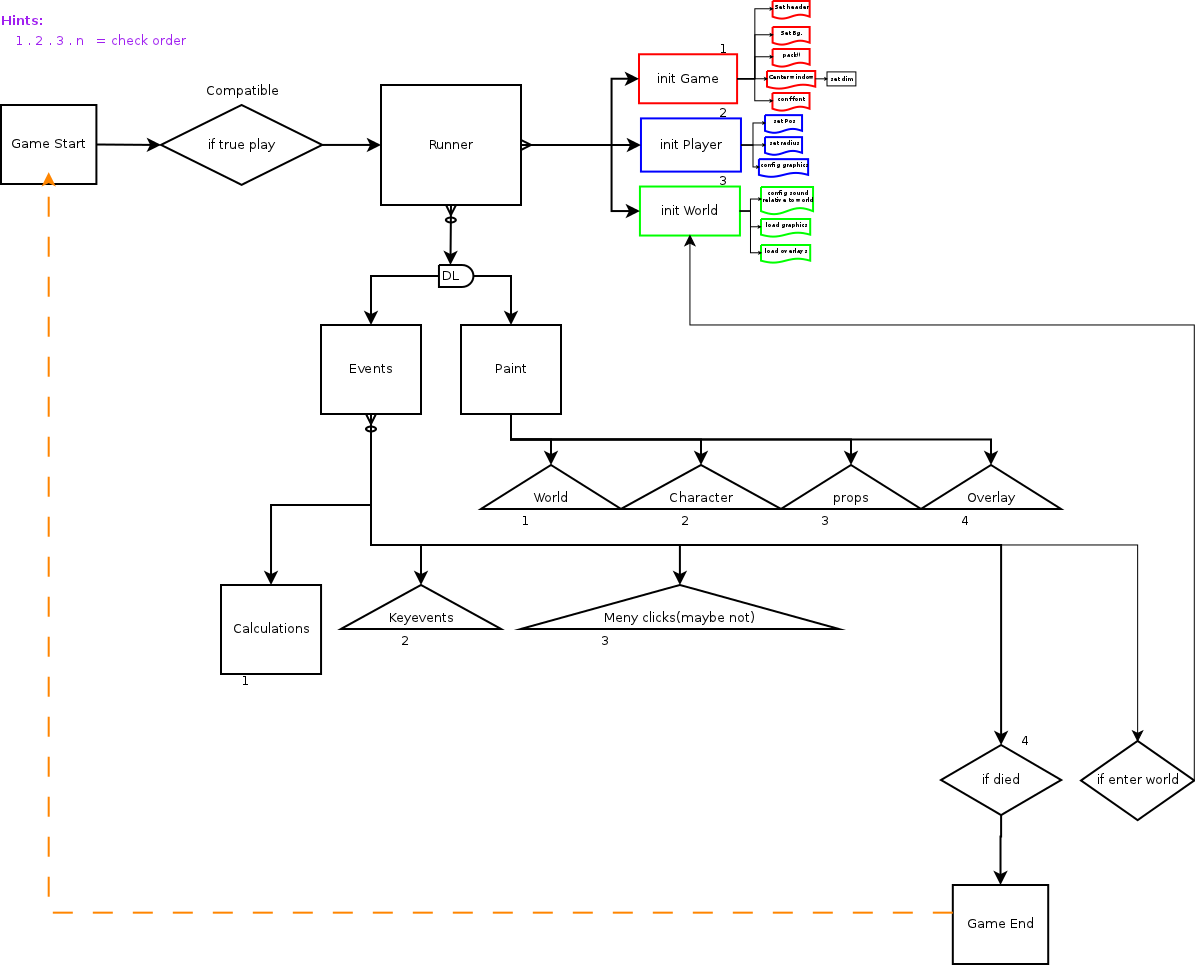 Hints:
1 . 2 . 3 . n = check order
Game Start
Compatible
if true play
Runner
1
init Game
Set header
Set Bg.
pack!!
Centerwindow
set dim
conffont
2
init Player
set Pos
set radius
config graphics
3
init World
config sound
relative to world
load graphics
load overlays
DL
Events
Paint
World
1
Character
2
props
3
Overlay
4
Calculations
1
Keyevents
2
Meny clicks(maybe not)
3
4
if died
if enter world
Game End